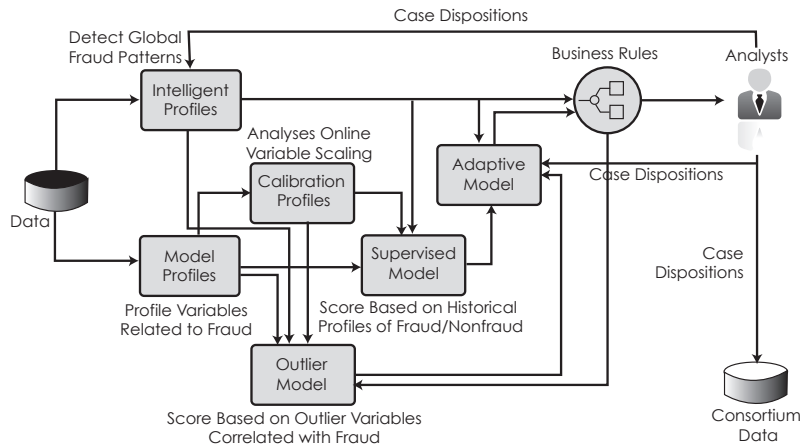 Case Dispositions
Detect Global
Fraud Patterns
Business Rules
Analysts
Intelligent
Profiles
Analyses Online
Variable Scaling
Adaptive
Model
Case Dispositions
Calibration
Profiles
Data
Model
Profiles
Supervised
Model
Case
Dispositions
Profile Variables
Related to Fraud
Score Based on Historical
Profiles of Fraud/Nonfraud
Outlier
Model
Score Based on Outlier Variables
Correlated with Fraud
Consortium
Data